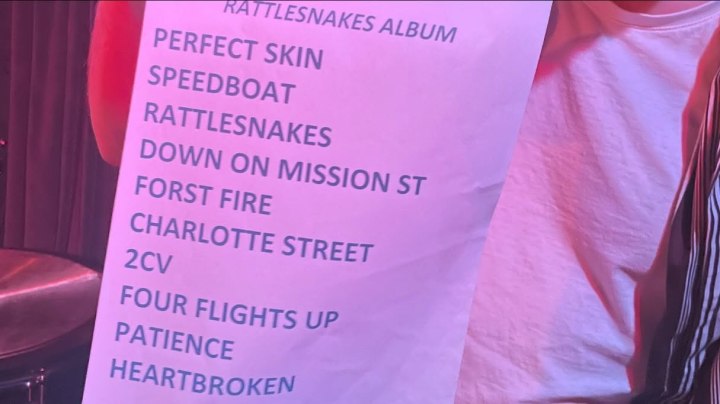 RATTLESNAKES ALBUM
PERFECT SKIN
SPEEDBOAT
RATTLESNAKES
DOWN ON MISSION ST
FORST FIRE
CHARLOTTE STREET
2CV
FOUR FLIGHTS UP
PATIENCE
HEARTBROKEN